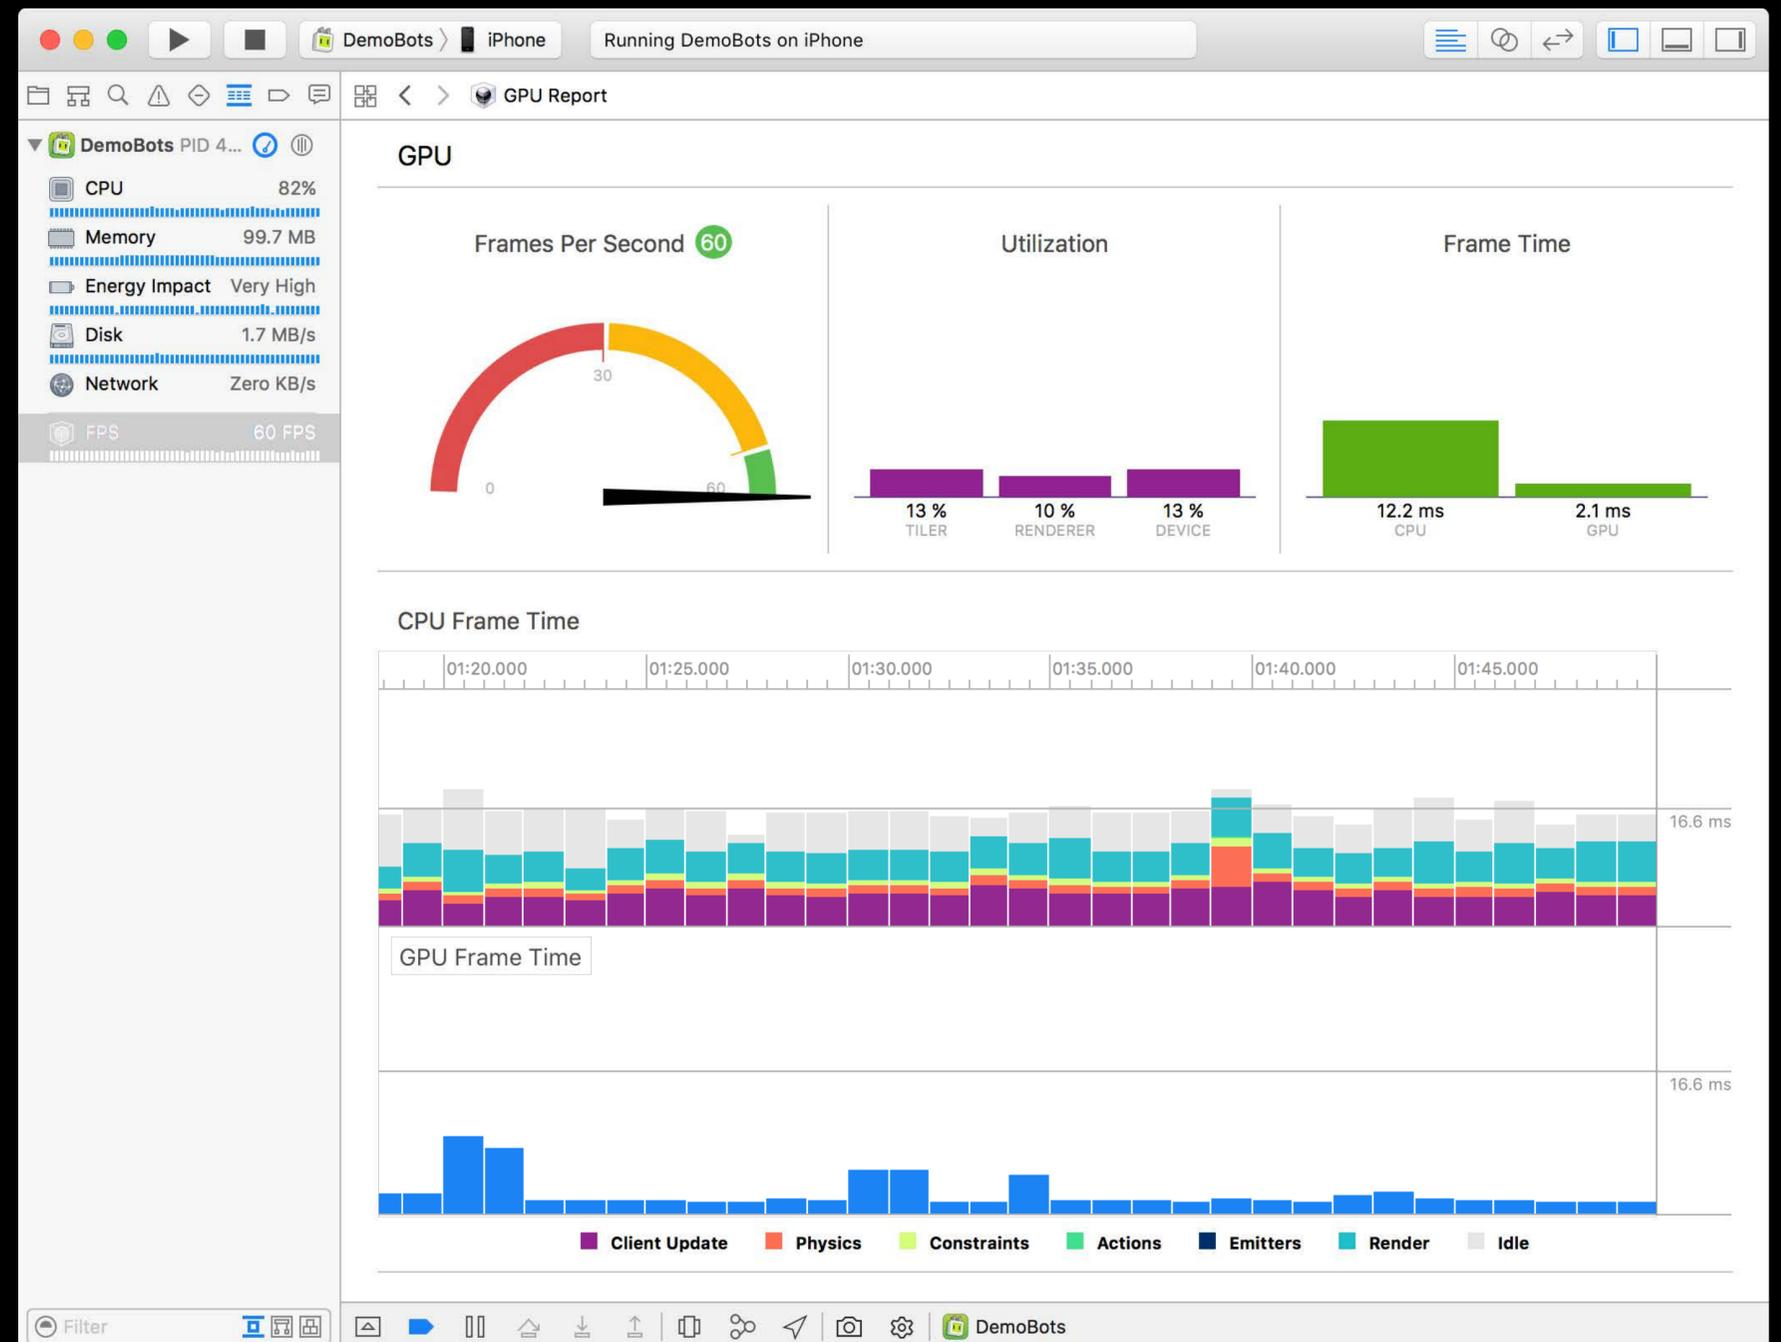 DemoBots 〉 iPhone
Running DemoBots on iPhone
GPU Report
DemoBots PID 4...
CPU 82%
Memory 99.7 MB
Energy Impact Very High
Disk 1.7 MB/s
Network Zero KB/s
FPS 60 FPS
GPU
Frames Per Second 60
30
0
60
Utilization
13 %
TILER
10 %
RENDERER
13 %
DEVICE
Frame Time
12.2 ms
CPU
2.1 ms
GPU
CPU Frame Time
01:20.000 01:25.000 01:30.000 01:35.000 01:40.000 01:45.000
16.6 ms
GPU Frame Time
16.6 ms
Client Update Physics Constraints Actions Emitters Render Idle
Filter
DemoBots